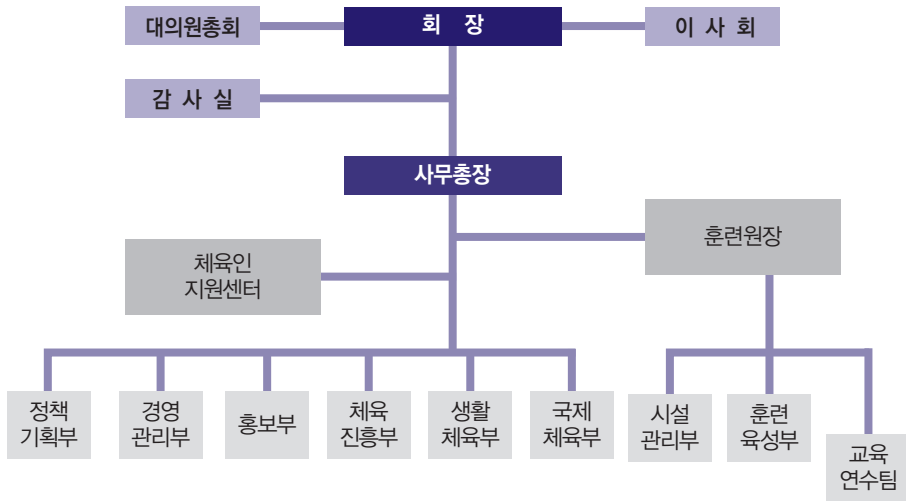 대의원총회
회 장
이 사 회
감 사 실
사무총장
훈련원장
체육인
지원센터
정책
기획부
경영
관리부
홍보부
체육
진흥부
생활
체육부
국제
체육부
시설
관리부
훈련
육성부
교육
연수팀